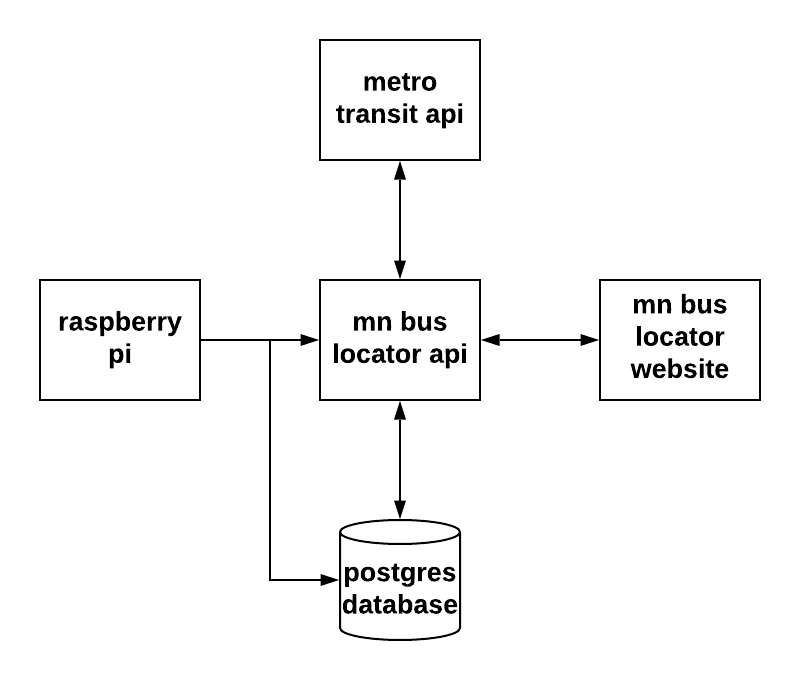 metro
transit api
raspberry
pi
mn bus
locator api
mn bus
locator
website
postgres
database